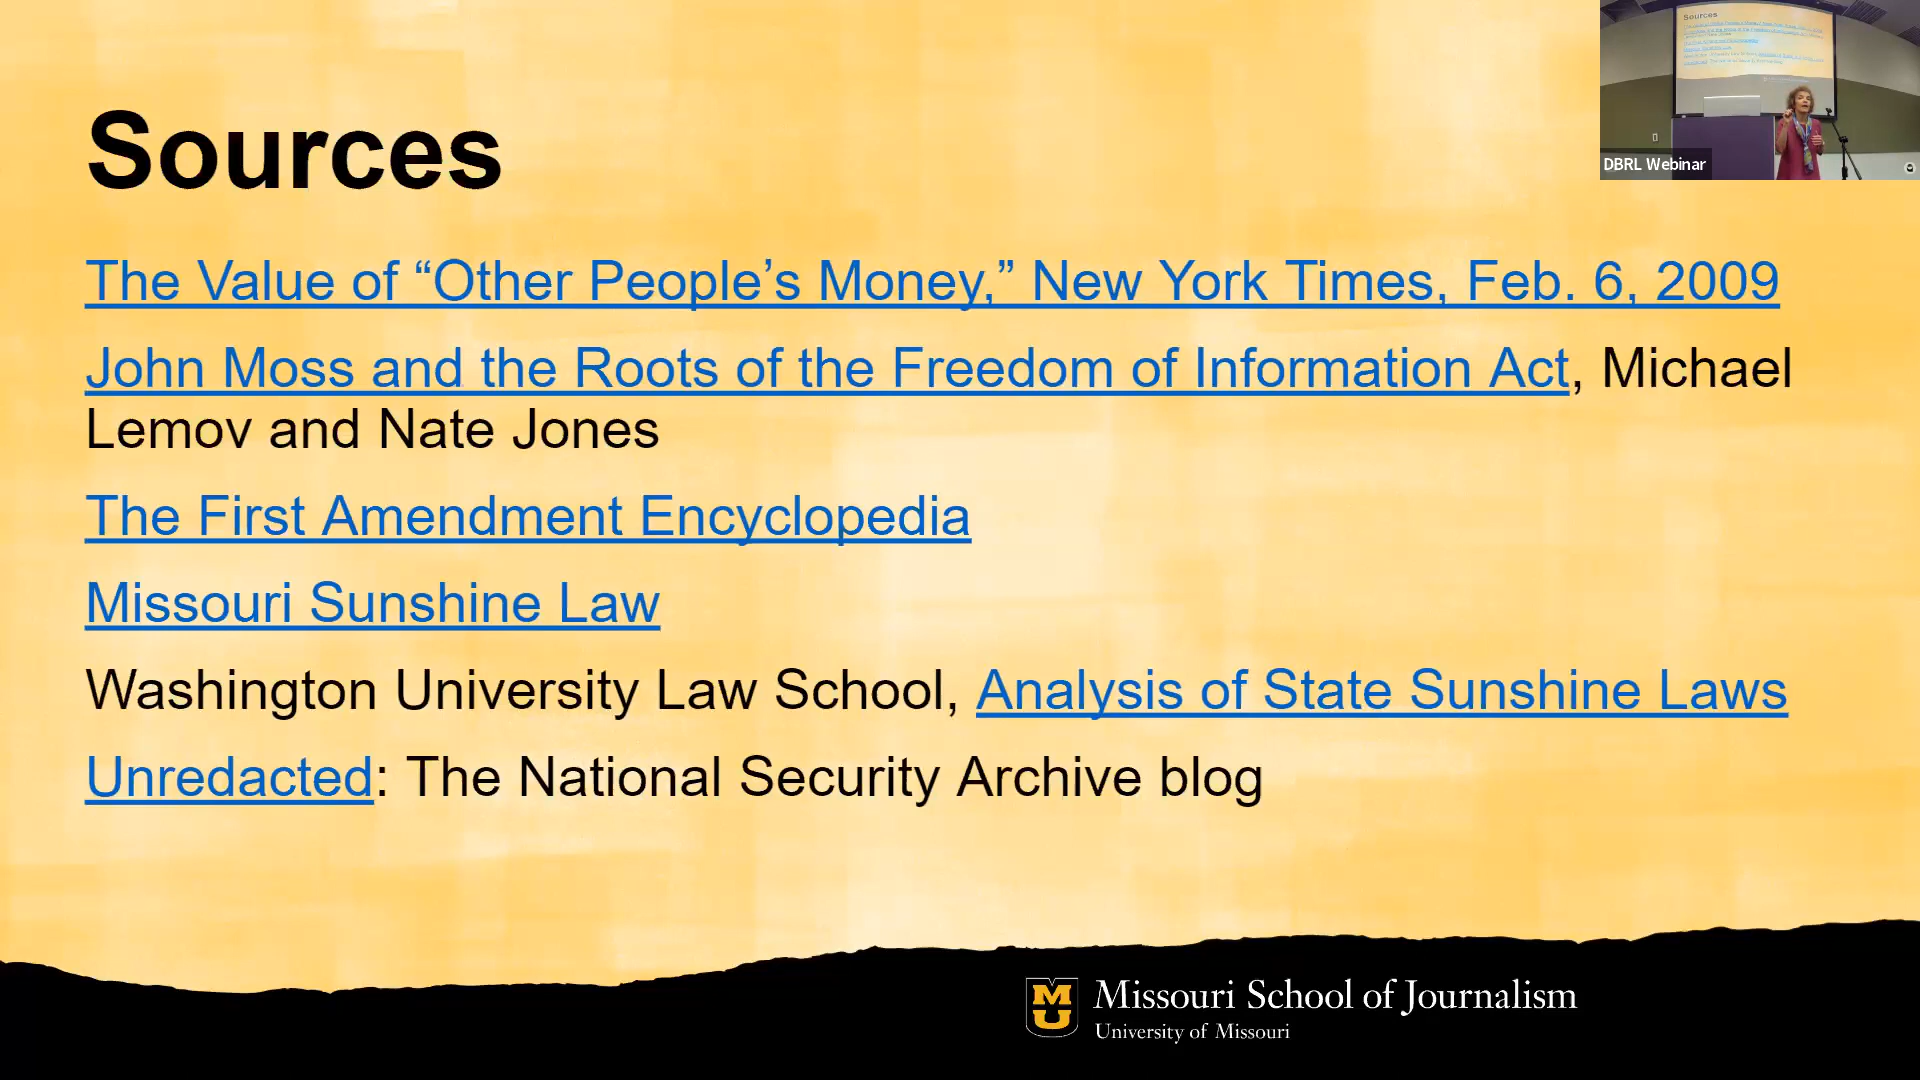 Sources
The Value of “Other People’s Money,” New York Times, Feb. 6, 2009
John Moss and the Roots of the Freedom of Information Act, Michael
Lemov and Nate Jones
The First Amendment Encyclopedia
Missouri Sunshine Law
Washington University Law School, Analysis of State Sunshine Laws
Unredacted: The National Security Archive blog
MU
Missouri School of Journalism
University of Missouri
Sources
DBRL Webinar